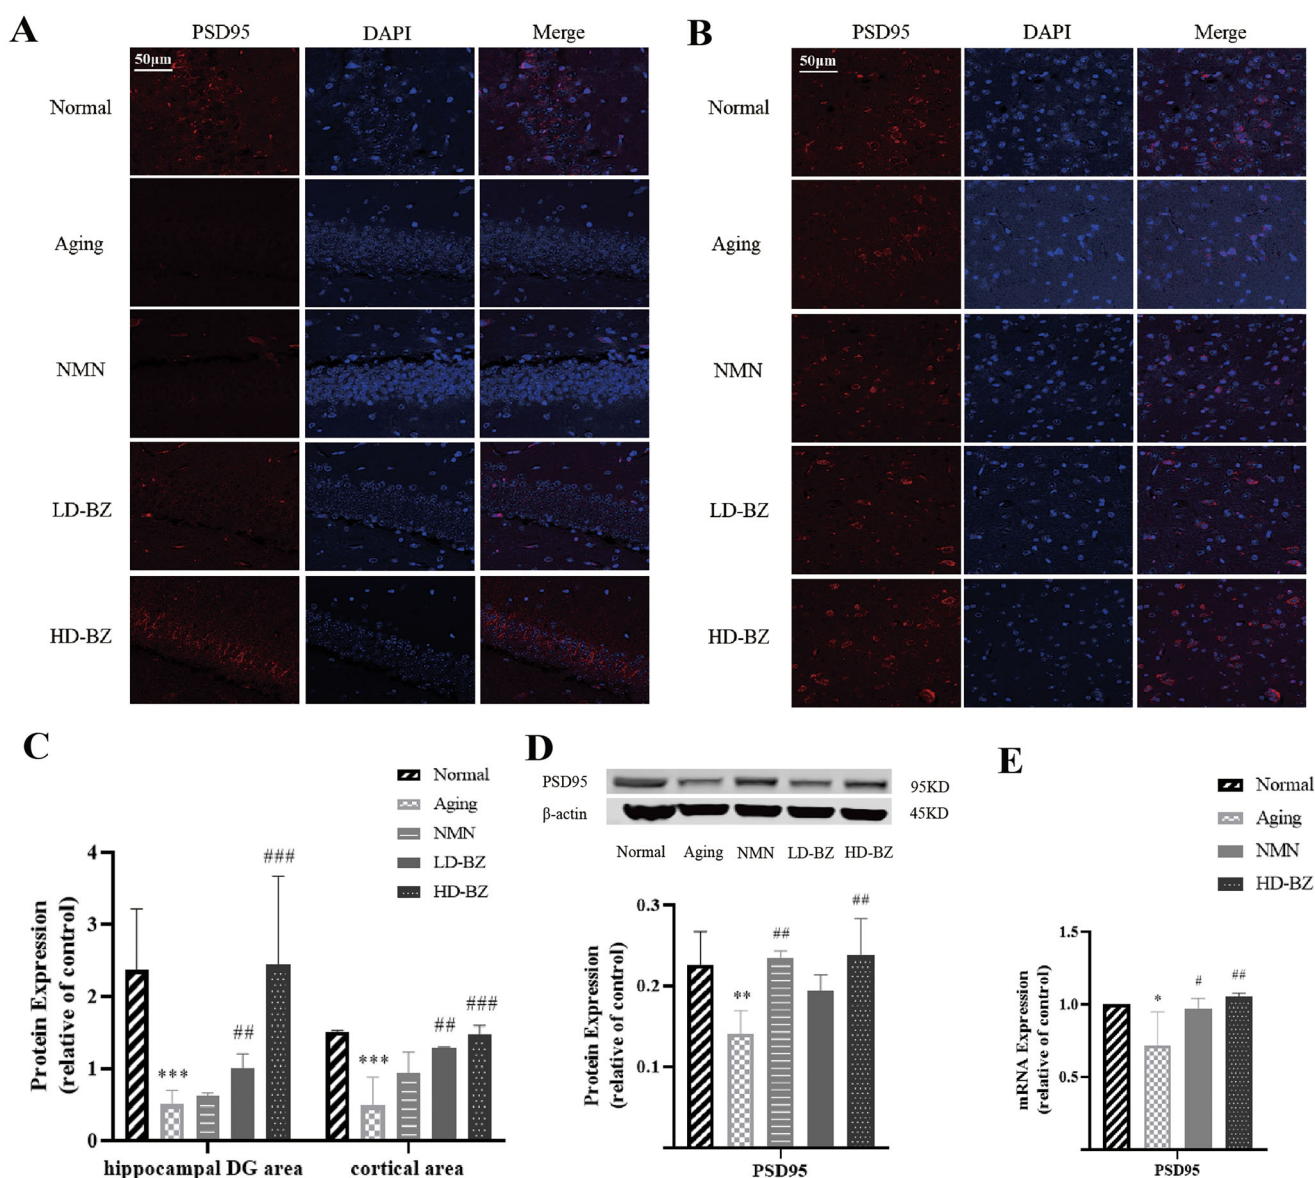 A
PSD95 DAPI Merge
50μm
Normal
Aging
NMN
LD-BZ
HD-BZ
B
PSD95 DAPI Merge
50μm
Normal
Aging
NMN
LD-BZ
HD-BZ
C
Normal
Aging
NMN
LD-BZ
HD-BZ
Protein Expression
(relative of control)
4
3
2
1
0
***
##
###
***
##
###
hippocampal DG area cortical area
D
PSD95 95KD
β-actin 45KD
Normal Aging NMN LD-BZ HD-BZ
Protein Expression
(relative of control)
0.3
0.2
0.1
**
##
##
PSD95
E
Normal
Aging
NMN
HD-BZ
mRNA Expression
(relative of control)
1.5
1.0
0.5
*
#
##
PSD95